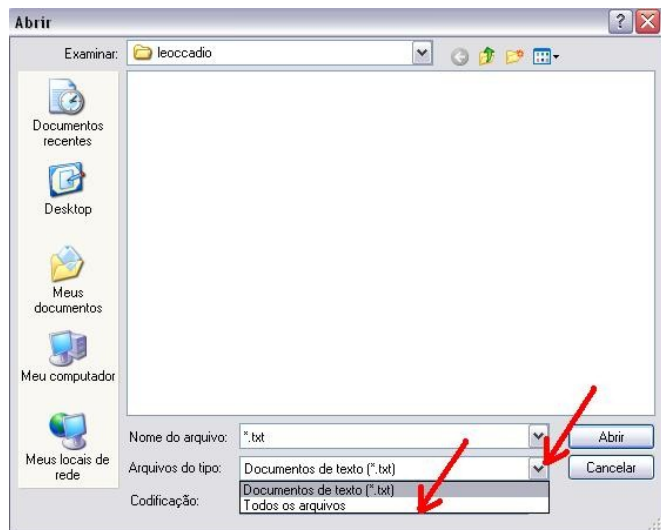 Abrir
Examinar: leoccadio
Documentos
recentes
Desktop
Meus
documentos
Meu computador
Meus locais de
rede
Nome do arquivo: *.txt Abrir
Arquivos do tipo: Documentos de texto (*.txt) Cancelar
Codificação: Documentos de texto (*.txt)
Todos os arquivos